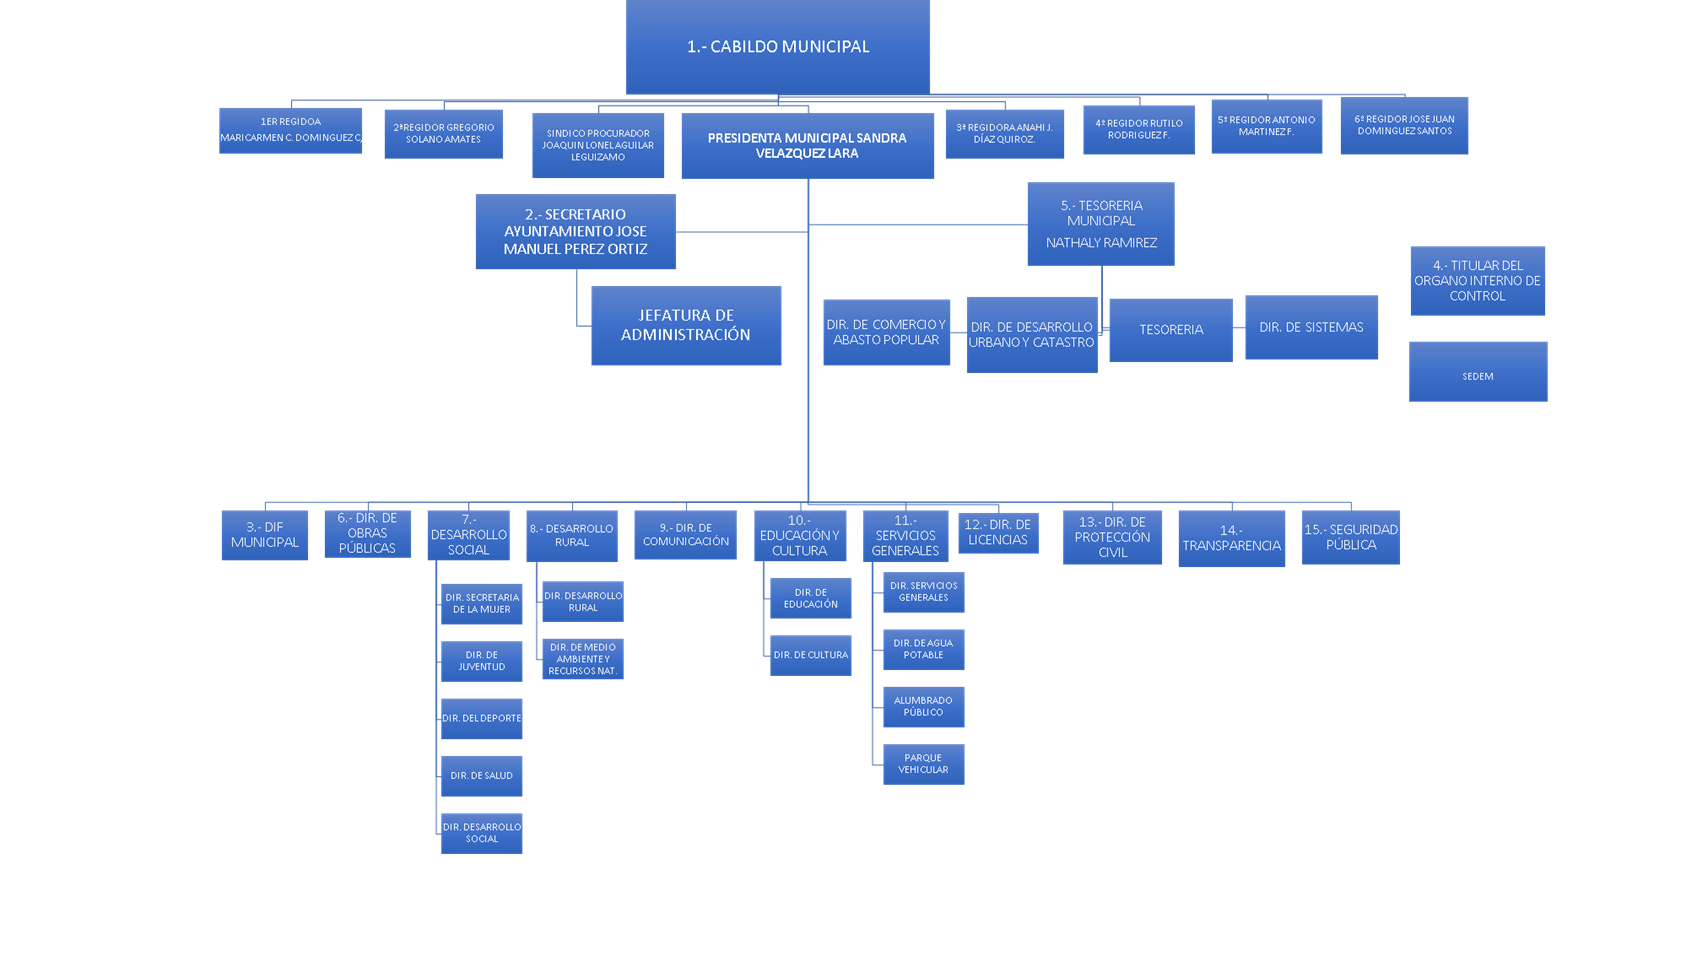 1.- CABILDO MUNICIPAL
1ER REGIDOA
MARICARMEN C. DOMINGUEZ C,
2ªREGIDOR GREGORIO
SOLANO AMATES
SINDICO PROCURADOR
JOAQUIN LONEL AGUILAR
LEGUIZAMO
PRESIDENTA MUNICIPAL SANDRA
VELAZQUEZ LARA
3ª REGIDORA ANAHI J.
DÍAZ QUIROZ.
4º REGIDOR RUTILO
RODRIGUEZ F.
5º REGIDOR ANTONIO
MARTINEZ F.
6º REGIDOR JOSE JUAN
DOMINGUEZ SANTOS
2.- SECRETARIO
AYUNTAMIENTO JOSE
MANUEL PEREZ ORTIZ
5.- TESORERIA
MUNICIPAL
NATHALY RAMIREZ
4.- TITULAR DEL
ORGANO INTERNO DE
CONTROL
JEFATURA DE
ADMINISTRACIÓN
DIR. DE COMERCIO Y
ABASTO POPULAR
DIR. DE DESARROLLO
URBANO Y CATASTRO
TESORERIA
DIR. DE SISTEMAS
SEDEM
3.- DIF
MUNICIPAL
6.- DIR. DE
OBRAS
PÚBLICAS
7.-
DESARROLLO
SOCIAL
8.- DESARROLLO
RURAL
9.- DIR. DE
COMUNICACIÓN
10.-
EDUCACIÓN Y
CULTURA
11.-
SERVICIOS
GENERALES
12.- DIR. DE
LICENCIAS
13.- DIR. DE
PROTECCIÓN
CIVIL
14.-
TRANSPARENCIA
15.- SEGURIDAD
PÚBLICA
DIR. SECRETARIA
DE LA MUJER
DIR. DE
JUVENTUD
DIR. DEL DEPORTE
DIR. DE SALUD
DIR. DESARROLLO
SOCIAL
DIR. DESARROLLO
RURAL
DIR. DE MEDIO
AMBIENTE Y
RECURSOS NAT.
DIR. DE
EDUCACIÓN
DIR. DE CULTURA
DIR. SERVICIOS
GENERALES
DIR. DE AGUA
POTABLE
ALUMBRADO
PÚBLICO
PARQUE
VEHICULAR